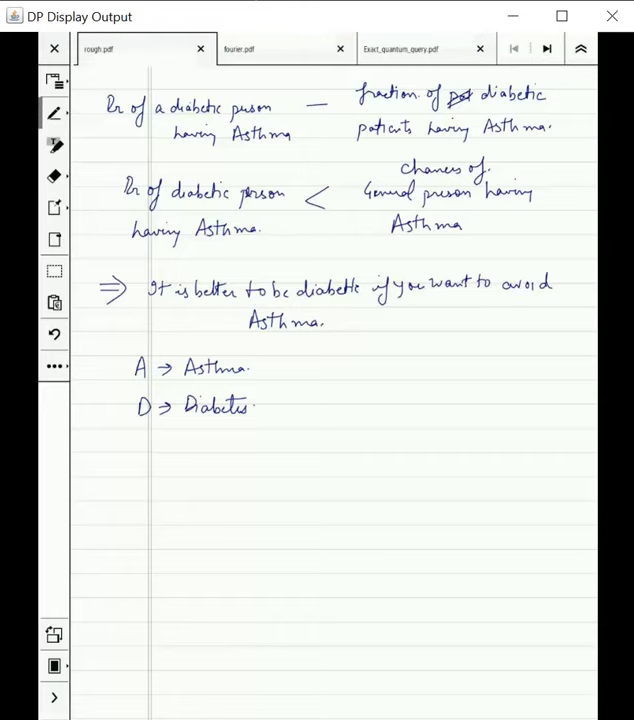 DP Display Output
rough.pdf
fourier.pdf
Exact_quantum_query.pdf
Pr of a diabetic person — fraction of diabetic
having Asthma patients having Asthma.
Pr of diabetic person < chances of
having Asthma. General person having
Asthma
⇒ It is better to be diabetic if you want to avoid
Asthma.
A → Asthma.
D → Diabetes.